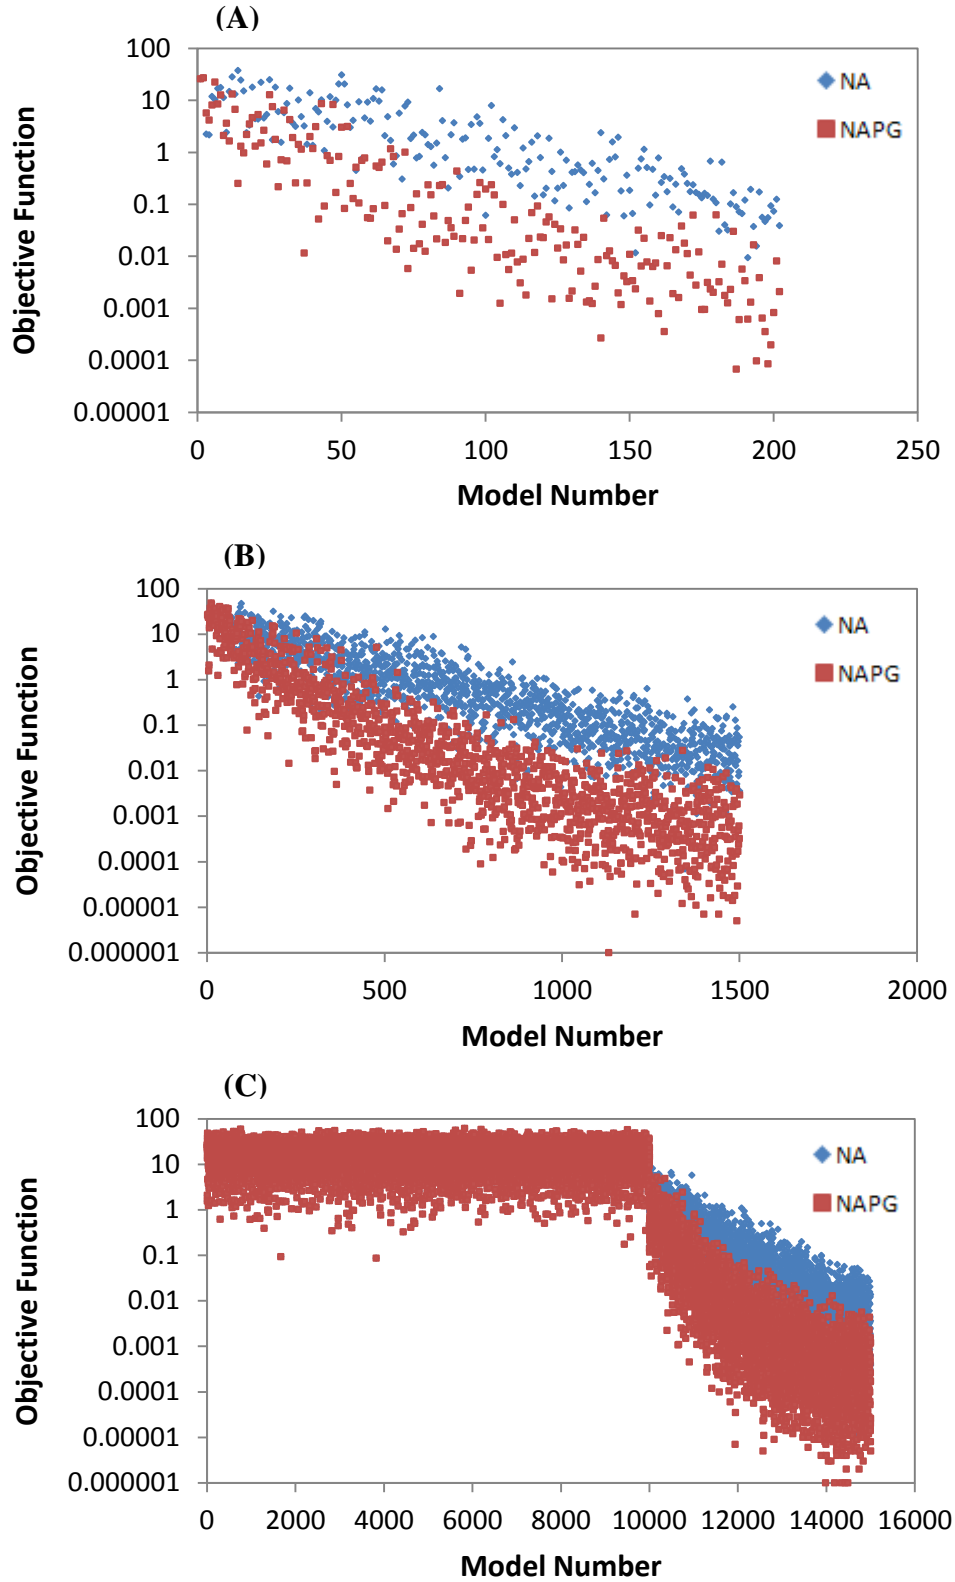 (A)
100
10
1
0.1
0.01
0.001
0.0001
0.00001
Objective Function
NA
NAPG
0 50 100 150 200 250
Model Number
(B)
100
10
1
0.1
0.01
0.001
0.0001
0.00001
0.000001
Objective Function
NA
NAPG
0 500 1000 1500 2000
Model Number
(C)
100
10
1
0.1
0.01
0.001
0.0001
0.00001
0.000001
Objective Function
NA
NAPG
0 2000 4000 6000 8000 10000 12000 14000 16000
Model Number